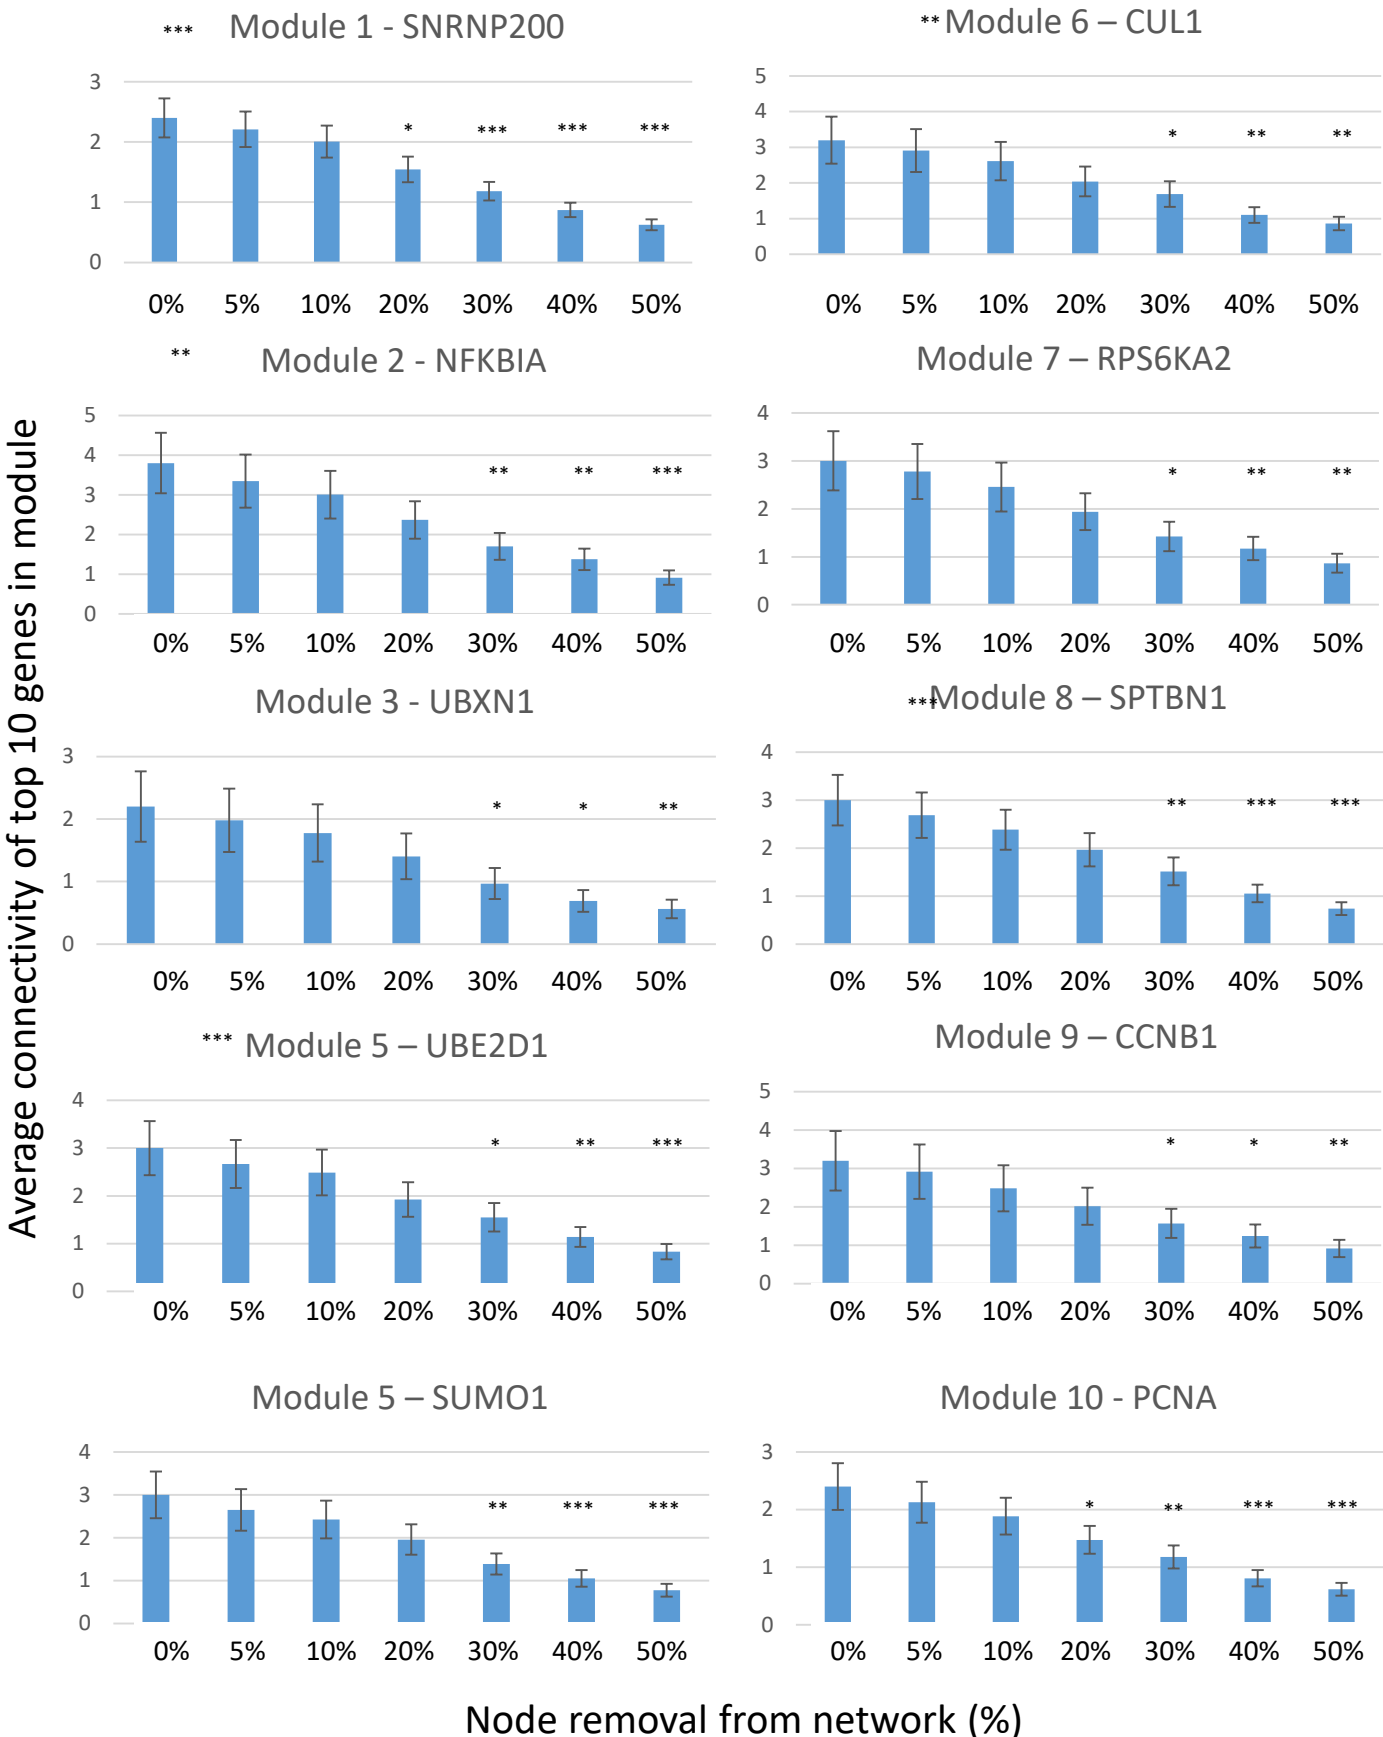 Average connectivity of top 10 genes in module
*** Module 1 - SNRNP200
3
2
1
0
* *** *** ***
0% 5% 10% 20% 30% 40% 50%
** Module 2 - NFKBIA
5
4
3
2
1
0
** ** ***
0% 5% 10% 20% 30% 40% 50%
Module 3 - UBXN1
3
2
1
0
* * **
0% 5% 10% 20% 30% 40% 50%
*** Module 5 – UBE2D1
4
3
2
1
0
* ** ***
0% 5% 10% 20% 30% 40% 50%
Module 5 – SUMO1
4
3
2
1
0
** *** ***
0% 5% 10% 20% 30% 40% 50%
** Module 6 – CUL1
5
4
3
2
1
0
* ** **
0% 5% 10% 20% 30% 40% 50%
Module 7 – RPS6KA2
4
3
2
1
0
* ** **
0% 5% 10% 20% 30% 40% 50%
*** Module 8 – SPTBN1
4
3
2
1
0
** *** ***
0% 5% 10% 20% 30% 40% 50%
Module 9 – CCNB1
5
4
3
2
1
0
* * **
0% 5% 10% 20% 30% 40% 50%
Module 10 - PCNA
3
2
1
0
* ** *** ***
0% 5% 10% 20% 30% 40% 50%
Node removal from network (%)